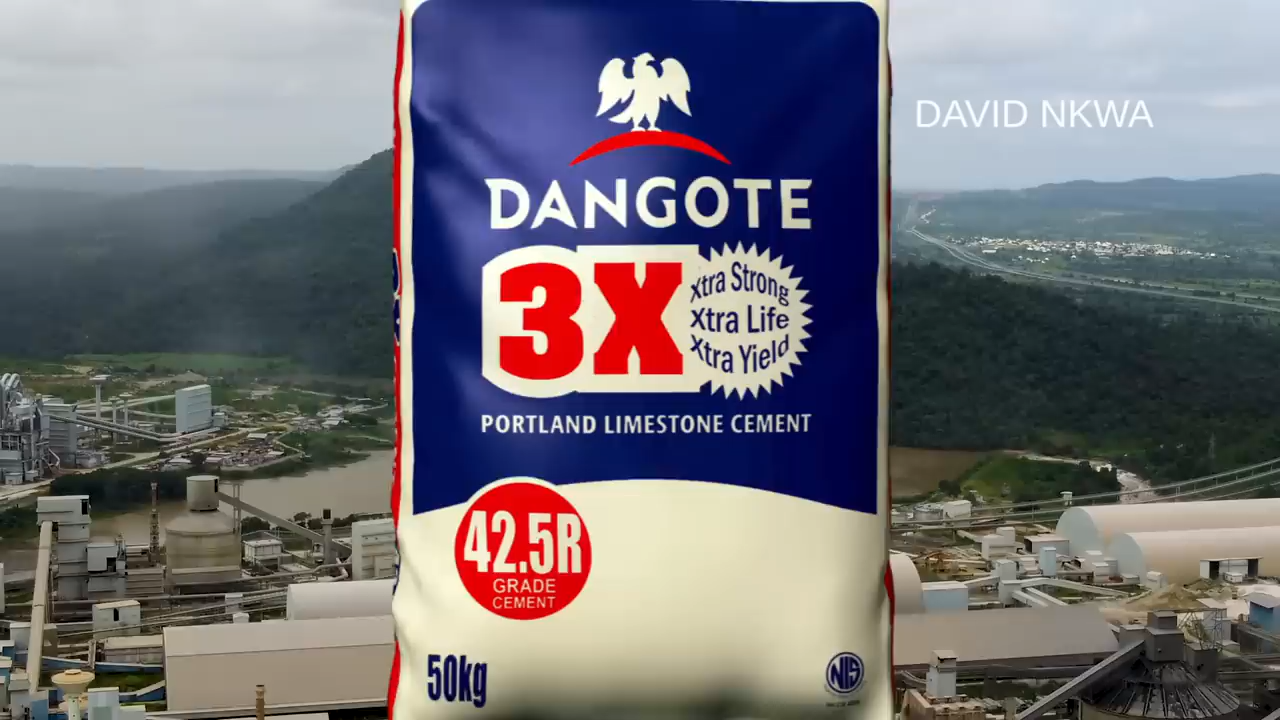 DAVID NKWA
DANGOTE
3X
Xtra Strong
Xtra Life
Xtra Yield
PORTLAND LIMESTONE CEMENT
42.5R
GRADE
CEMENT
50kg
NIS